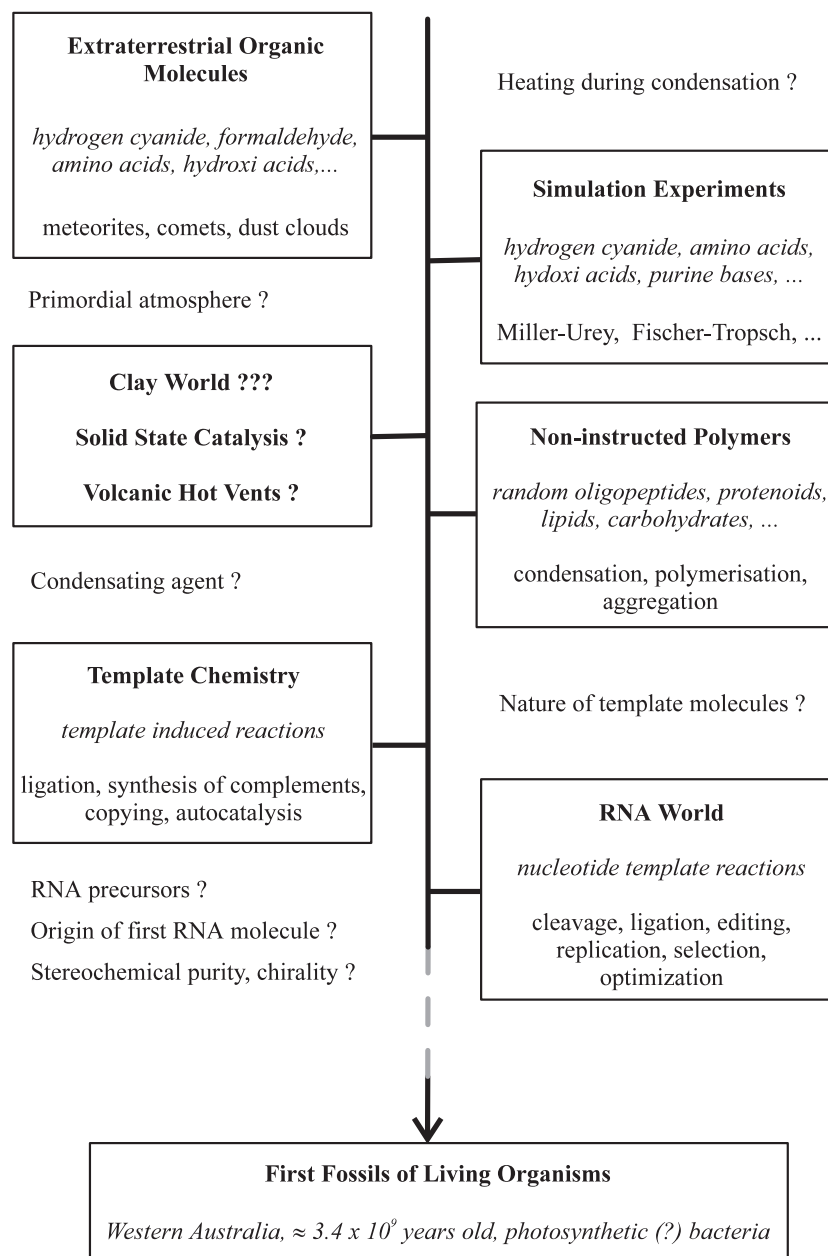 Extraterrestrial Organic
Molecules
hydrogen cyanide, formaldehyde,
amino acids, hydroxi acids,...
meteorites, comets, dust clouds
Heating during condensation ?
Simulation Experiments
hydrogen cyanide, amino acids,
hydoxi acids, purine bases, ...
Miller-Urey, Fischer-Tropsch, ...
Primordial atmosphere ?
Clay World ???
Solid State Catalysis ?
Volcanic Hot Vents ?
Non-instructed Polymers
random oligopeptides, protenoids,
lipids, carbohydrates, ...
condensation, polymerisation,
aggregation
Condensating agent ?
Template Chemistry
template induced reactions
ligation, synthesis of complements,
copying, autocatalysis
Nature of template molecules ?
RNA World
nucleotide template reactions
cleavage, ligation, editing,
replication, selection,
optimization
RNA precursors ?
Origin of first RNA molecule ?
Stereochemical purity, chirality ?
First Fossils of Living Organisms
Western Australia, ≈ 3.4 x 10⁹ years old, photosynthetic (?) bacteria